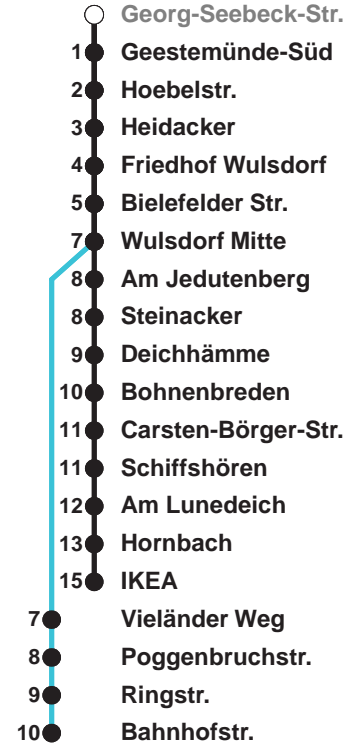 Georg-Seebeck-Str.
1 Geestemünde-Süd
2 Hoebelstr.
3 Heidacker
4 Friedhof Wulsdorf
5 Bielefelder Str.
7 Wulsdorf Mitte
8 Am Jedutenberg
8 Steinacker
9 Deichhämme
10 Bohnenbreden
11 Carsten-Börger-Str.
11 Schiffshören
12 Am Lunedeich
13 Hornbach
15 IKEA
7 Vieländer Weg
8 Poggenbruchstr.
9 Ringstr.
10 Bahnhofstr.